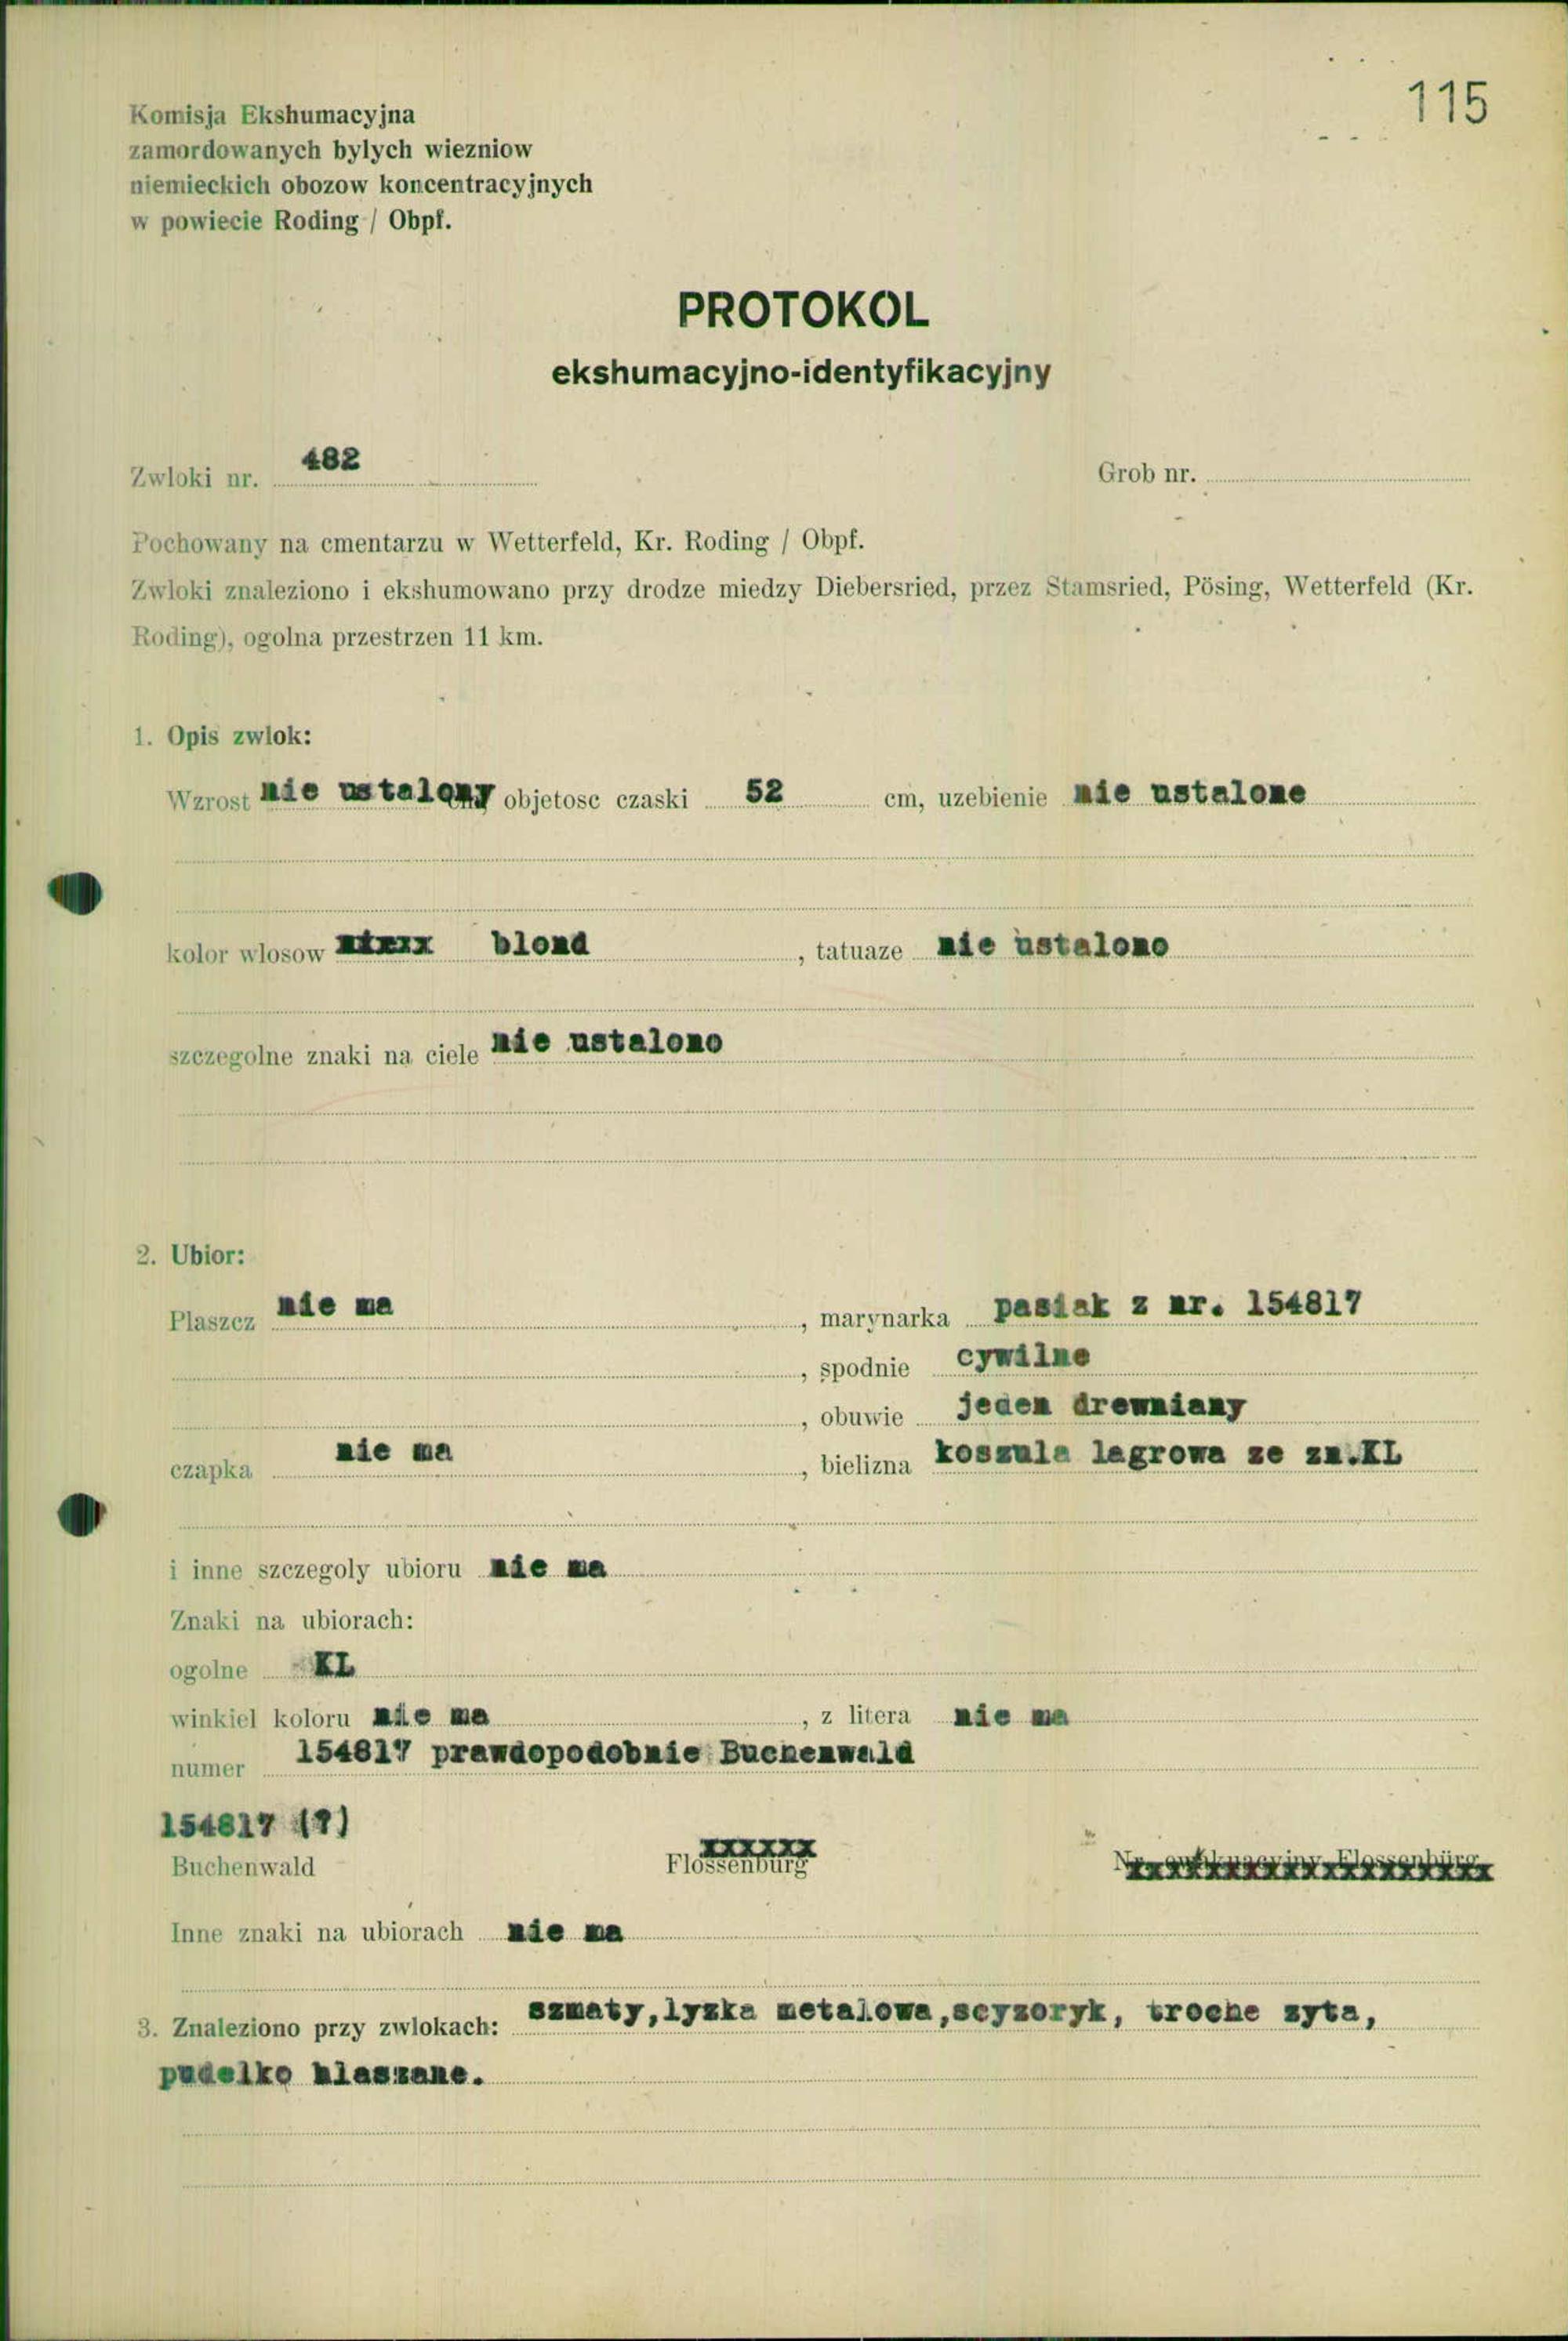 115
Komisja Ekshumacyjna
zamordowanych bylych wiezniow
niemieckich obozow koncentracyjnych
w powiecie Roding / Obpf.
PROTOKOL
ekshumacyjno-identyfikacyjny
Zwloki nr. 482 Grob nr.
Pochowany na cmentarzu w Wetterfeld, Kr. Roding / Obpf.
Zwloki znaleziono i ekshumowano przy drodze miedzy Diebersried, przez Stamsried, Pösing, Wetterfeld (Kr.
Roding), ogolna przestrzen 11 km.
1. Opis zwlok:
Wzrost nie ustalony objetosc czaski 52 cm, uzebienie nie ustalone
kolor wlosow blond , tatuaze nie ustalono
szczegolne znaki na ciele nie ustalono
2. Ubior:
Plaszcz nie ma , marynarka pasiak z nr. 154817
, spodnie cywilne
, obuwie jeden drewniany
czapka nie ma , bielizna koszula lagrowa ze zn.KL
i inne szczegoly ubioru nie ma
Znaki na ubiorach:
ogolne KL
winkiel koloru nie ma , z litera nie ma
numer 154817 prawdopodobnie Buchenwald
154817 (?)
xxxxxx
Buchenwald Flossenbürg
Inne znaki na ubiorach nie ma
3. Znaleziono przy zwlokach: szmaty,lyzka metalowa,scyzoryk, troche zyta,
pudelko blaszane.